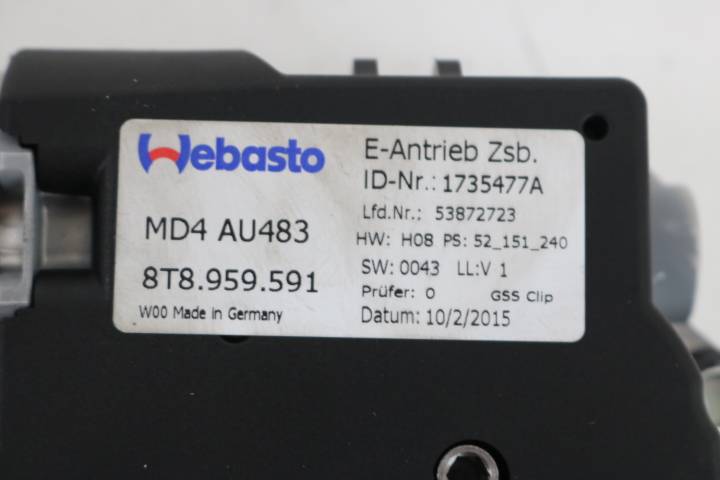 Webasto
MD4 AU483
8T8.959.591
W00 Made in Germany
E-Antrieb Zsb.
ID-Nr.: 1735477A
Lfd.Nr.: 53872723
HW: H08 PS: 52_151_240
SW: 0043 LL:V 1
Prüfer: 0 GSS Clip
Datum: 10/2/2015